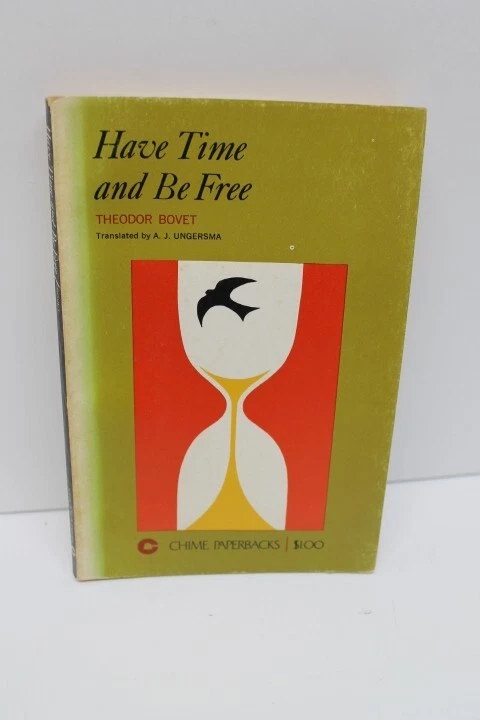 Have Time
and Be Free
THEODOR BOVET
Translated by A. J. UNGERSMA
CHIME PAPERBACKS | $1.00